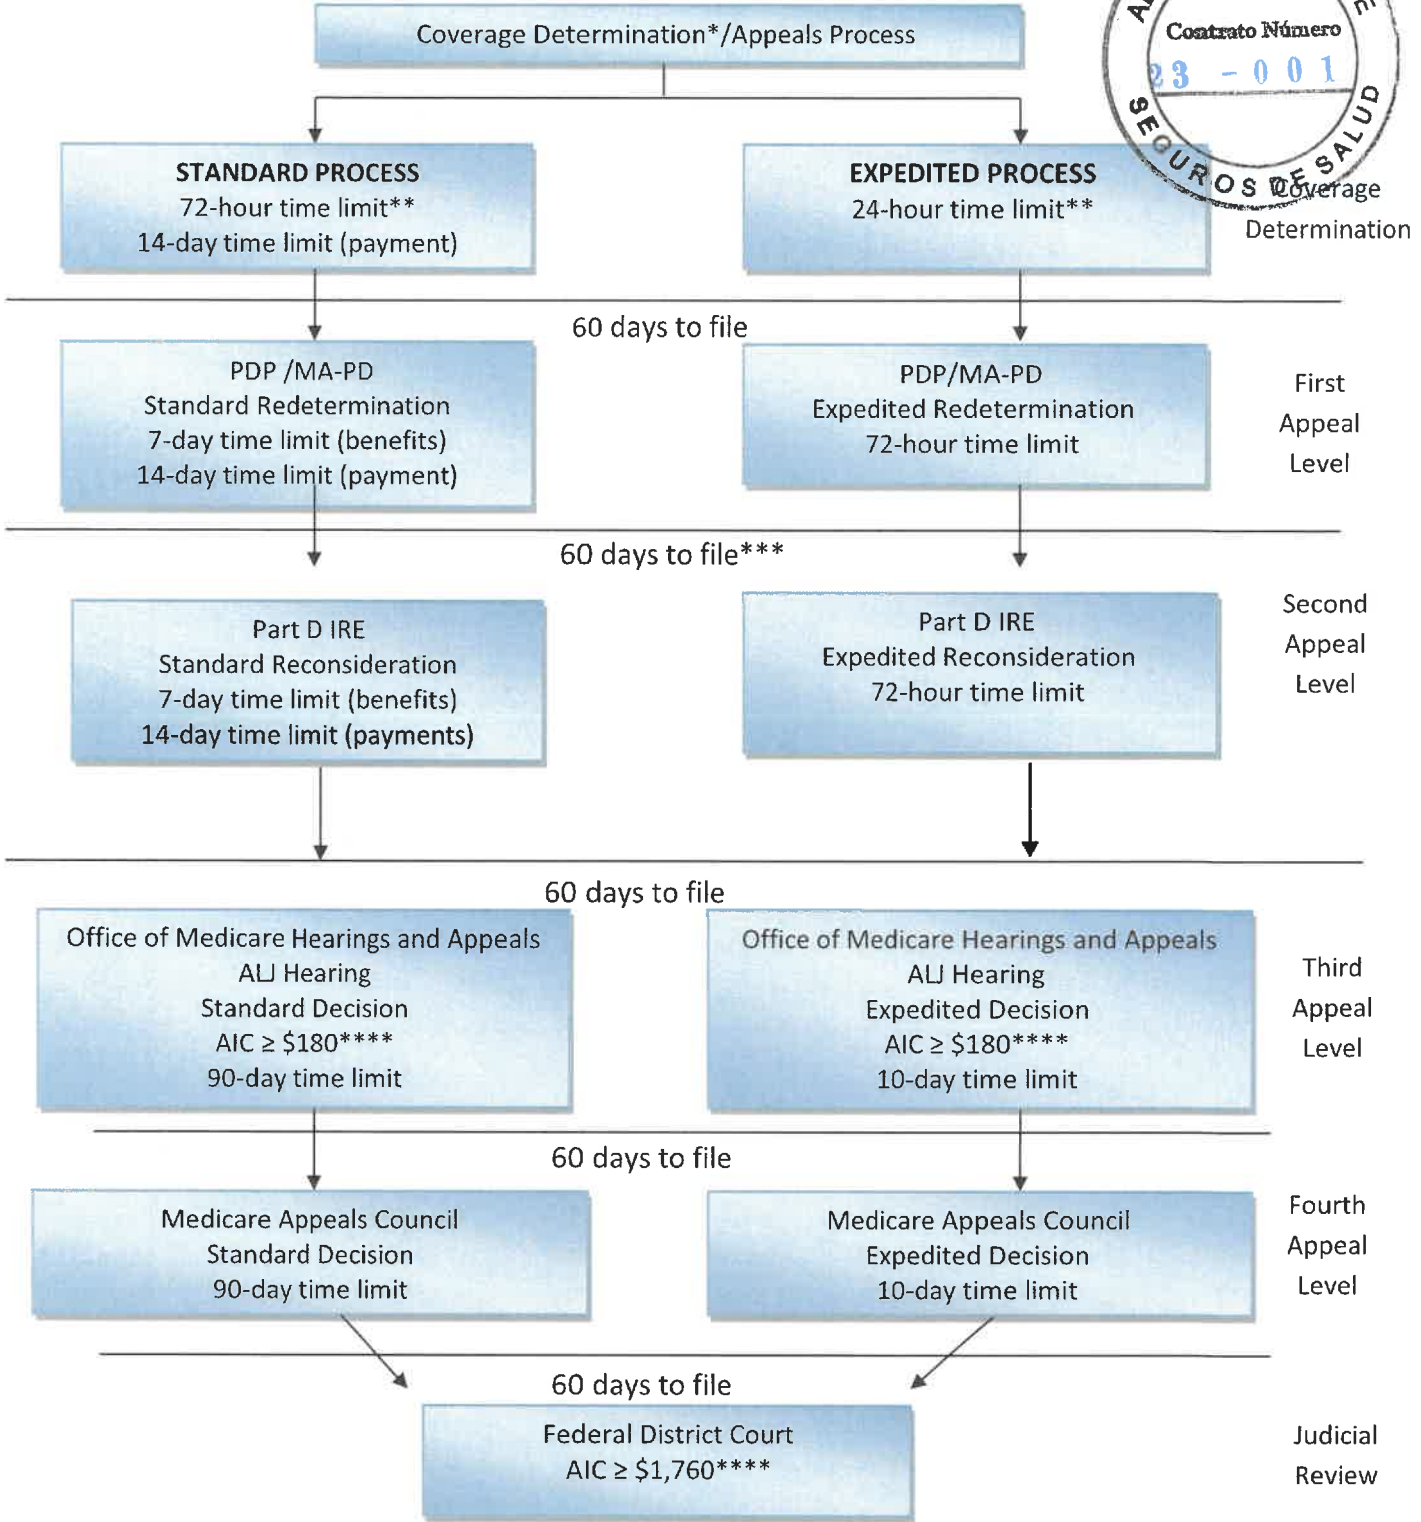 Coverage Determination*/Appeals Process
Contrato Número
23 - 001
SEGUROS DE SALUD
STANDARD PROCESS
72-hour time limit**
14-day time limit (payment)
EXPEDITED PROCESS
24-hour time limit**
Coverage
Determination
60 days to file
PDP /MA-PD
Standard Redetermination
7-day time limit (benefits)
14-day time limit (payment)
PDP/MA-PD
Expedited Redetermination
72-hour time limit
First
Appeal
Level
60 days to file***
Part D IRE
Standard Reconsideration
7-day time limit (benefits)
14-day time limit (payments)
Part D IRE
Expedited Reconsideration
72-hour time limit
Second
Appeal
Level
60 days to file
Office of Medicare Hearings and Appeals
ALJ Hearing
Standard Decision
AIC ≥ $180****
90-day time limit
Office of Medicare Hearings and Appeals
ALJ Hearing
Expedited Decision
AIC ≥ $180****
10-day time limit
Third
Appeal
Level
60 days to file
Medicare Appeals Council
Standard Decision
90-day time limit
Medicare Appeals Council
Expedited Decision
10-day time limit
Fourth
Appeal
Level
60 days to file
Federal District Court
AIC ≥ $1,760****
Judicial
Review